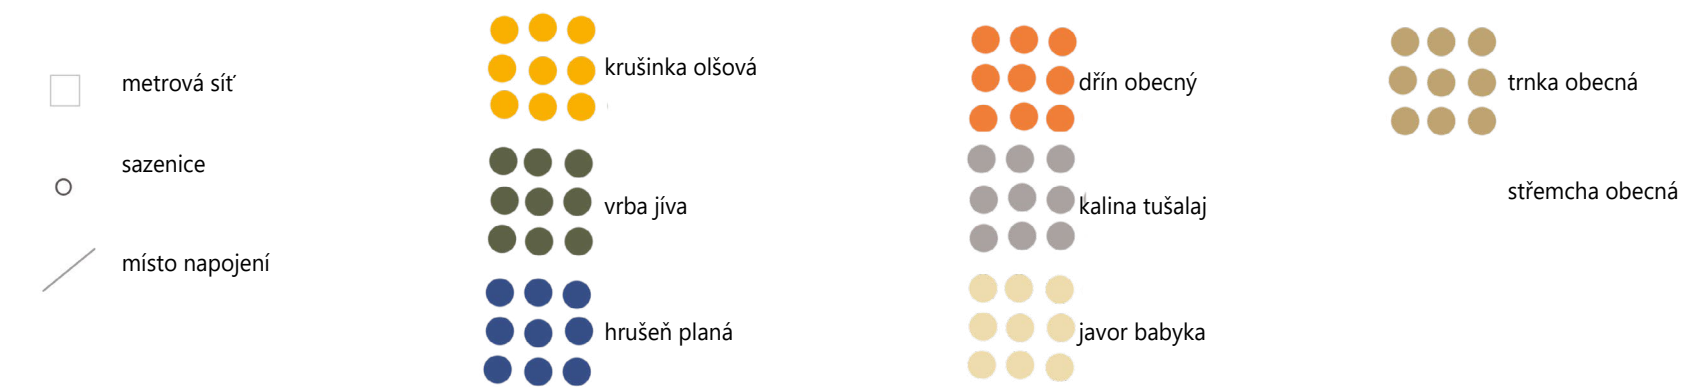 metrová síť
sazenice
místo napojení
krušinka olšová
vrba jíva
hrušeň planá
dřín obecný
kalina tušalaj
javor babyka
trnka obecná
střemcha obecná